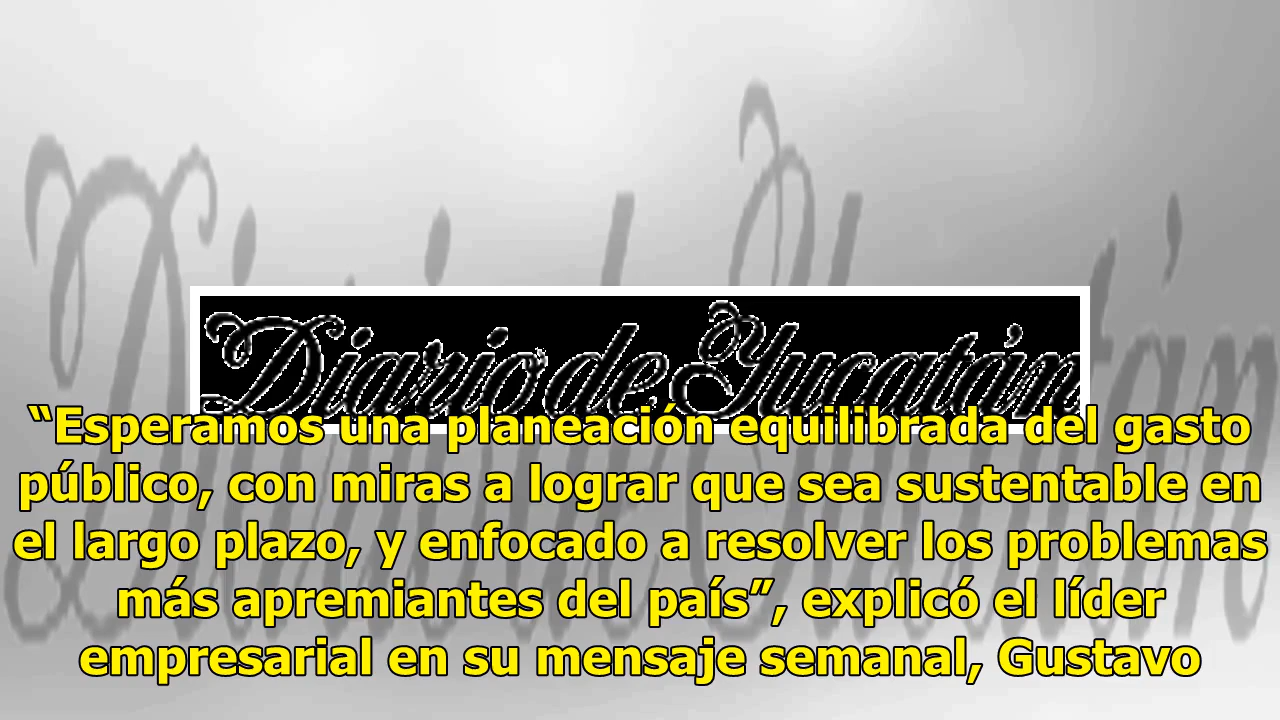 Diario de Yucatán
“Esperamos una planeación equilibrada del gasto
público, con miras a lograr que sea sustentable en
el largo plazo, y enfocado a resolver los problemas
más apremiantes del país”, explicó el líder
empresarial en su mensaje semanal, Gustavo